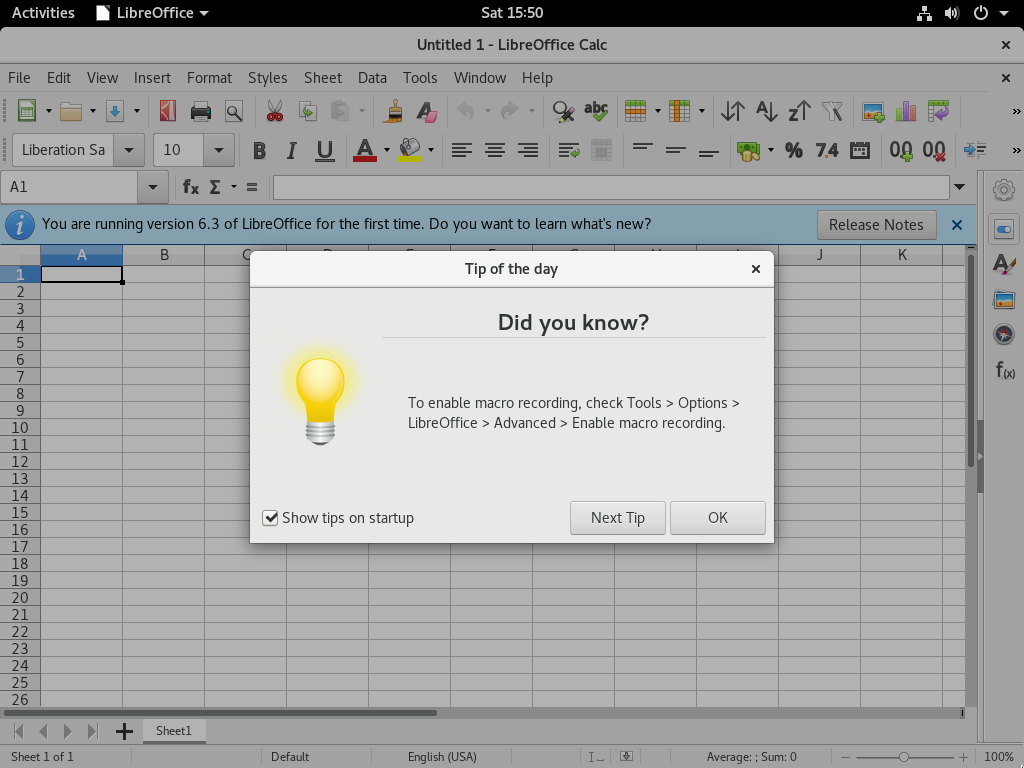 Activities LibreOffice Sat 15:50
Untitled 1 - LibreOffice Calc
File Edit View Insert Format Styles Sheet Data Tools Window Help
Liberation Sa 10
A1
You are running version 6.3 of LibreOffice for the first time. Do you want to learn what's new? Release Notes
A B J K
Tip of the day
Did you know?
To enable macro recording, check Tools > Options >
LibreOffice > Advanced > Enable macro recording.
Show tips on startup Next Tip OK
1
2
3
4
5
6
7
8
9
10
11
12
13
14
15
16
17
18
19
20
21
22
23
24
25
26
Sheet1
Sheet 1 of 1 Default English (USA) Average: ; Sum: 0 100%